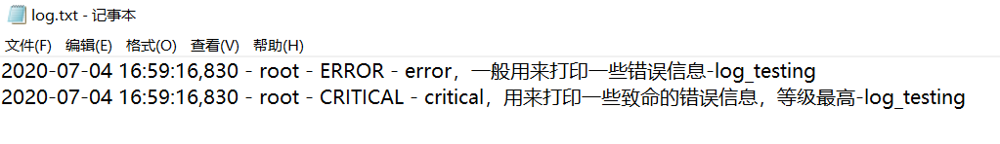 log.txt - 记事本
文件(F) 编辑(E) 格式(O) 查看(V) 帮助(H)
2020-07-04 16:59:16,830 - root - ERROR - error，一般用来打印一些错误信息-log_testing
2020-07-04 16:59:16,830 - root - CRITICAL - critical，用来打印一些致命的错误信息，等级最高-log_testing